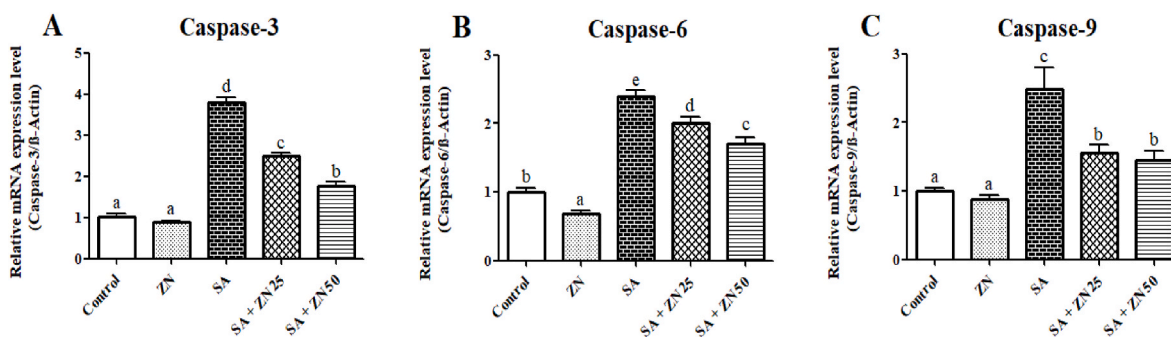 A
Caspase-3
Relative mRNA expression level
(Caspase-3/ß-Actin)
5
4
3
2
1
0
a
a
d
c
b
Control
ZN
SA
SA + ZN25
SA + ZN50
B
Caspase-6
Relative mRNA expression level
(Caspase-6/ß-Actin)
3
2
1
0
b
a
e
d
c
Control
ZN
SA
SA + ZN25
SA + ZN50
C
Caspase-9
Relative mRNA expression level
(Caspase-9/ß-Actin)
3
2
1
0
a
a
c
b
b
Control
ZN
SA
SA + ZN25
SA + ZN50